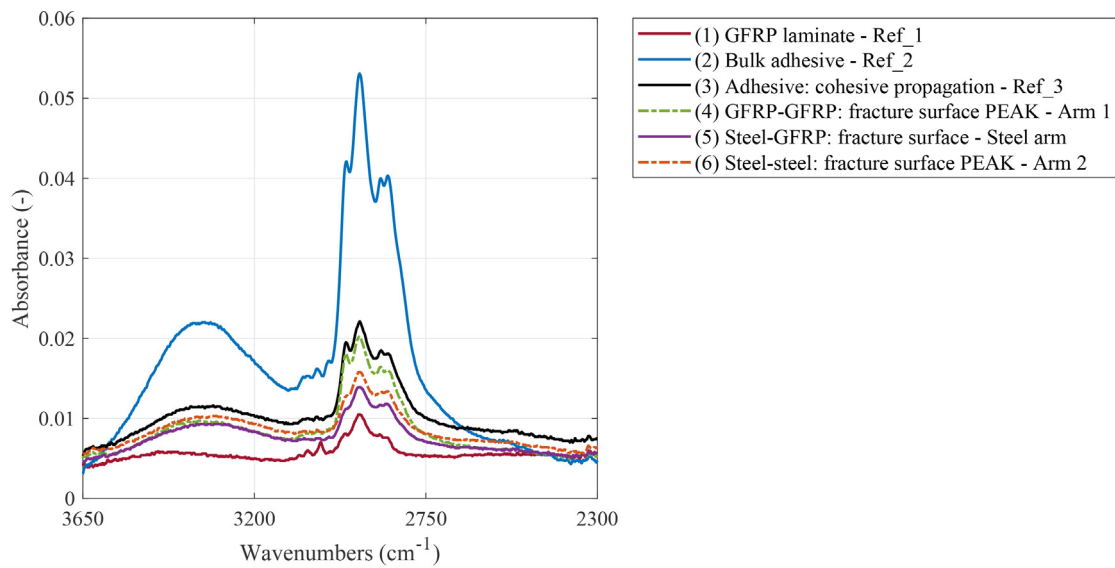 0.06
0.05
0.04
0.03
0.02
0.01
0
Absorbance (-)
3650
3200
2750
2300
Wavenumbers (cm⁻¹)
(1) GFRP laminate - Ref_1
(2) Bulk adhesive - Ref_2
(3) Adhesive: cohesive propagation - Ref_3
(4) GFRP-GFRP: fracture surface PEAK - Arm 1
(5) Steel-GFRP: fracture surface - Steel arm
(6) Steel-steel: fracture surface PEAK - Arm 2